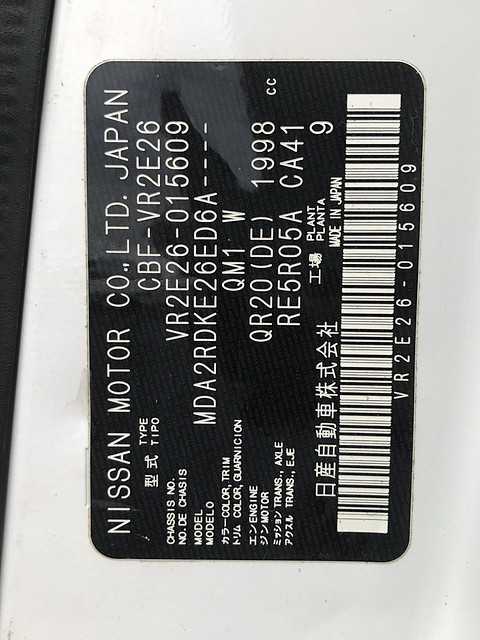 NISSAN MOTOR CO.,LTD. JAPAN
型式 TYPE TIPO CBF-VR2E26
CHASSIS NO. NO. DE CHASIS VR2E26-015609
MODEL MODELO MDA2RDKE26ED6A----
カラー COLOR, TRIM
トリム COLOR, GUARNICION QM1 W
エンジン ENGINE MOTOR QR20(DE) 1998 CC
ミッション TRANS., AXLE
アクスル TRANS., EJE RE5R05A CA41
工場 PLANT PLANTA 9
日産自動車株式会社 MADE IN JAPAN
VR2E26-015609